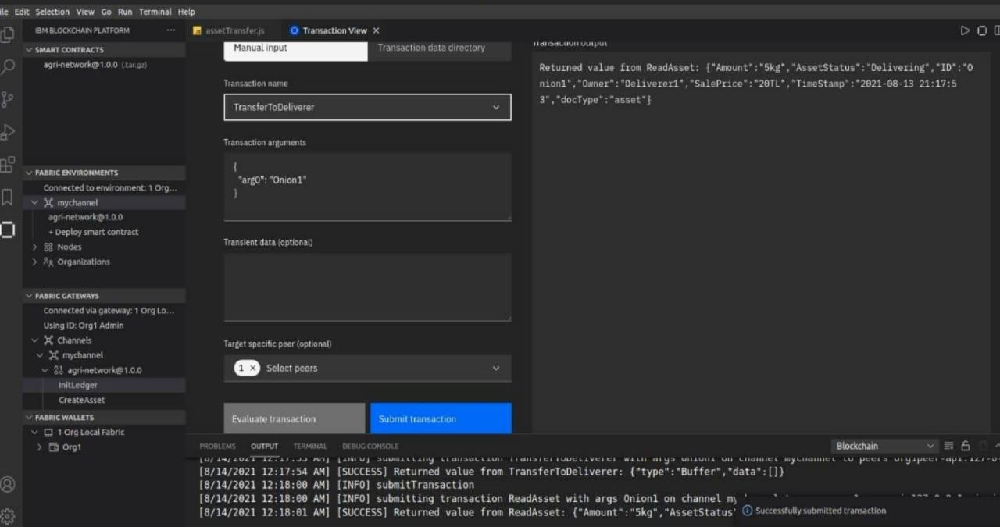 ile Edit Selection View Go Run Terminal Help
IBM BLOCKCHAIN PLATFORM ···
SMART CONTRACTS
agri-network@1.0.0 (.tar.gz)
FABRIC ENVIRONMENTS
Connected to environment: 1 Org...
mychannel
agri-network@1.0.0
+ Deploy smart contract
Nodes
Organizations
FABRIC GATEWAYS
Connected via gateway: 1 Org Lo...
Using ID: Org1 Admin
Channels
mychannel
agri-network@1.0.0
InitLedger
CreateAsset
FABRIC WALLETS
1 Org Local Fabric
Org1
assetTransfer.js Transaction View ×
Manual input Transaction data directory
Transaction name
TransferToDeliverer
Transaction arguments
{
"arg0": "Onion1"
}
Transient data (optional)
Target specific peer (optional)
1 × Select peers
Evaluate transaction Submit transaction
Transaction output
Returned value from ReadAsset: {"Amount":"5kg","AssetStatus":"Delivering","ID":"O
nion1","Owner":"Deliverer1","SalePrice":"20TL","TimeStamp":"2021-08-13 21:17:5
3","docType":"asset"}
PROBLEMS OUTPUT TERMINAL DEBUG CONSOLE Blockchain
[8/14/2021 12:17:53 AM] [INFO] submitting transaction TransferToDeliverer with args Onion1 on channel mychannel to peers
[8/14/2021 12:17:54 AM] [SUCCESS] Returned value from TransferToDeliverer: {"type":"Buffer","data":[]}
[8/14/2021 12:18:00 AM] [INFO] submitTransaction
[8/14/2021 12:18:00 AM] [INFO] submitting transaction ReadAsset with args Onion1 on channel my
[8/14/2021 12:18:01 AM] [SUCCESS] Returned value from ReadAsset: {"Amount":"5kg","AssetStatus"
Successfully submitted transaction